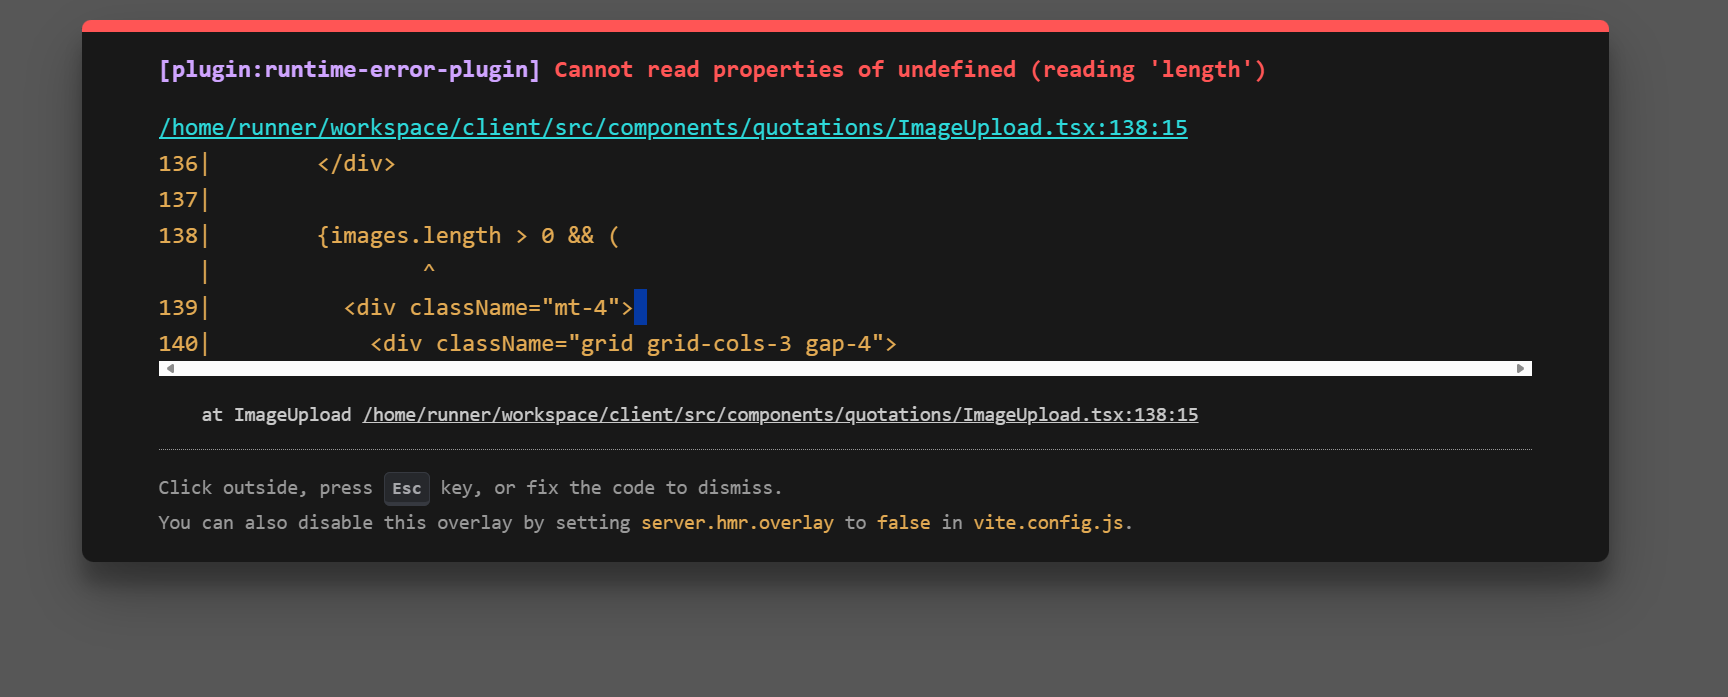 [plugin:runtime-error-plugin] Cannot read properties of undefined (reading 'length')
/home/runner/workspace/client/src/components/quotations/ImageUpload.tsx:138:15
136|        </div>
137|
138|        {images.length > 0 && (
   |                ^
139|          <div className="mt-4">
140|            <div className="grid grid-cols-3 gap-4">
at ImageUpload /home/runner/workspace/client/src/components/quotations/ImageUpload.tsx:138:15
Click outside, press Esc key, or fix the code to dismiss.
You can also disable this overlay by setting server.hmr.overlay to false in vite.config.js.